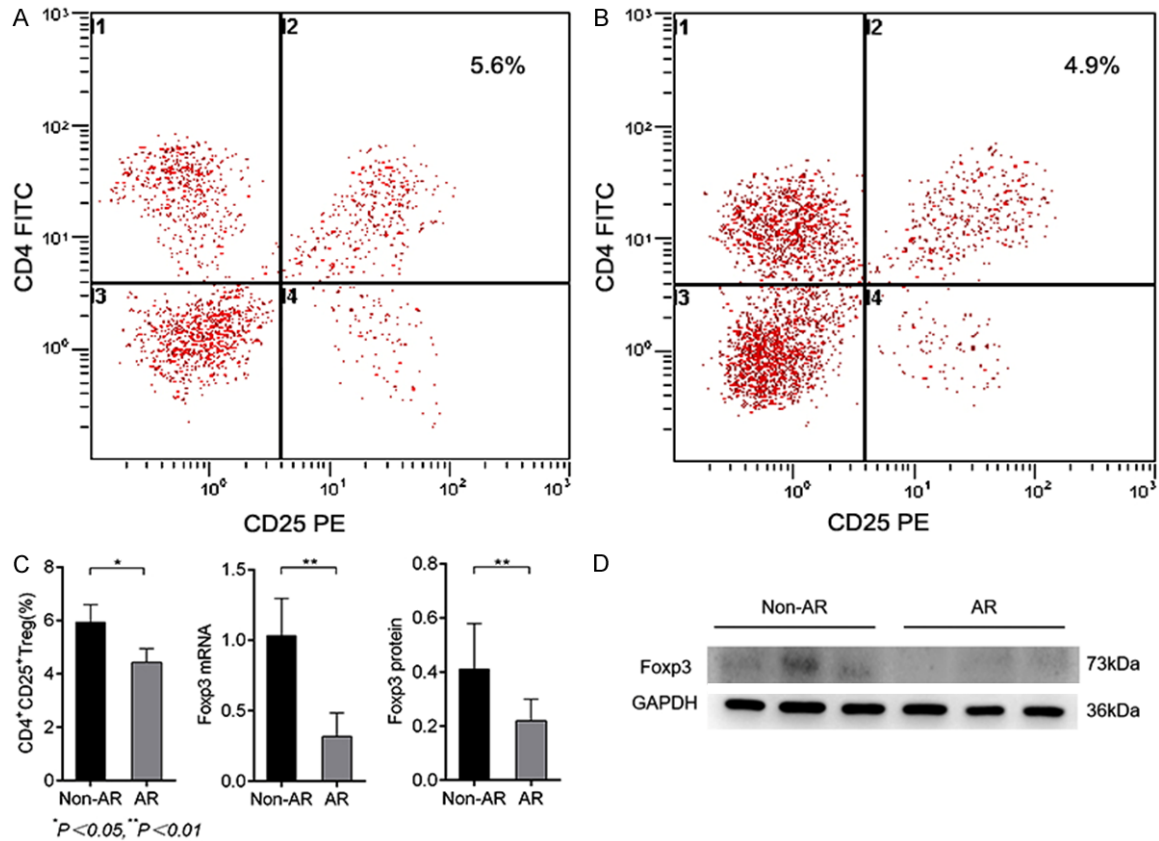 A
10³
I1
I2
5.6%
10²
CD4 FITC
10¹
I3
I4
10⁰
10⁰ 10¹ 10² 10³
CD25 PE
B
10³
I1
I2
4.9%
10²
CD4 FITC
10¹
I3
I4
10⁰
10⁰ 10¹ 10² 10³
CD25 PE
C
8
6
4
2
0
CD4⁺CD25⁺Treg(%)
*
Non-AR AR
1.5
1.0
0.5
0.0
Foxp3 mRNA
**
Non-AR AR
0.8
0.6
0.4
0.2
0.0
Foxp3 protein
**
Non-AR AR
*P<0.05,**P<0.01
D
Non-AR AR
Foxp3 73kDa
GAPDH 36kDa